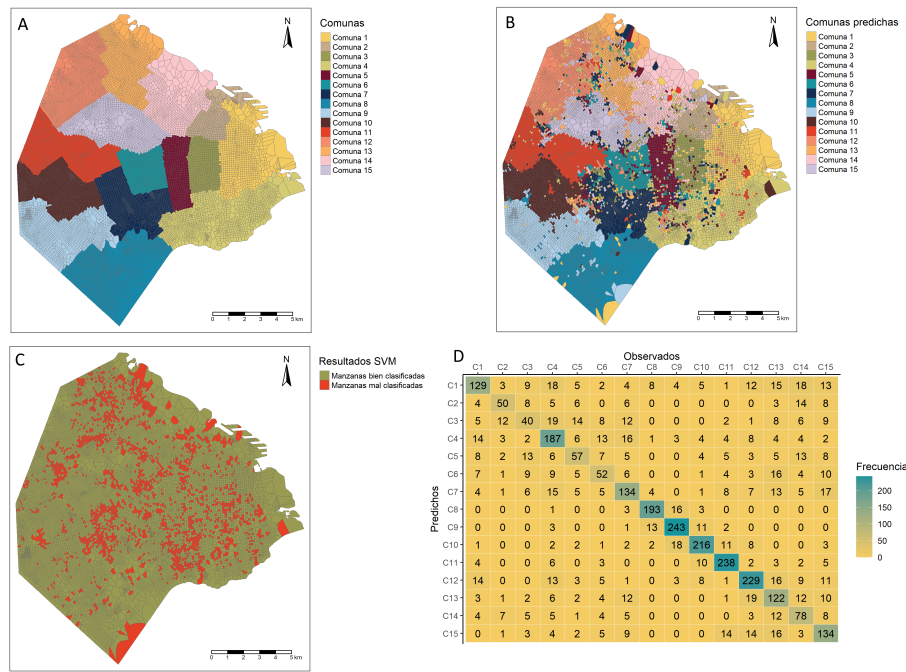 A
N
Comunas
Comuna 1
Comuna 2
Comuna 3
Comuna 4
Comuna 5
Comuna 6
Comuna 7
Comuna 8
Comuna 9
Comuna 10
Comuna 11
Comuna 12
Comuna 13
Comuna 14
Comuna 15
0 1 2 3 4 5 km
B
N
Comunas predichas
Comuna 1
Comuna 2
Comuna 3
Comuna 4
Comuna 5
Comuna 6
Comuna 7
Comuna 8
Comuna 9
Comuna 10
Comuna 11
Comuna 12
Comuna 13
Comuna 14
Comuna 15
0 1 2 3 4 5 km
C
N
Resultados SVM
Manzanas bien clasificadas
Manzanas mal clasificadas
0 1 2 3 4 5 km
D
Observados
C1 C2 C3 C4 C5 C6 C7 C8 C9 C10 C11 C12 C13 C14 C15
C1 129 3 9 18 5 2 4 8 4 5 1 12 15 18 13
C2 4 50 8 5 6 0 6 0 0 0 0 0 3 14 8
C3 5 12 40 19 14 8 12 0 0 0 2 1 8 6 9
C4 14 3 2 187 6 13 16 1 3 4 4 8 4 4 2
C5 8 2 13 6 57 7 5 0 0 4 5 3 5 13 8
C6 7 1 9 9 5 52 6 0 0 1 4 3 16 4 10
C7 4 1 6 15 5 5 134 4 0 1 8 7 13 5 17
C8 0 0 0 1 0 0 3 193 16 3 0 0 0 0 0
C9 0 0 0 3 0 0 1 13 243 11 2 0 0 0 0
C10 1 0 0 2 2 1 2 2 18 216 11 8 0 0 3
C11 4 0 0 6 0 3 0 0 0 10 238 2 3 2 5
C12 14 0 0 13 3 5 1 0 3 8 1 229 16 9 11
C13 3 1 2 6 2 4 12 0 0 0 1 19 122 12 10
C14 4 7 5 5 1 4 5 0 0 0 0 3 12 78 8
C15 0 1 3 4 2 5 9 0 0 0 14 14 16 3 134
Predichos
Frecuencia
200
150
100
50
0